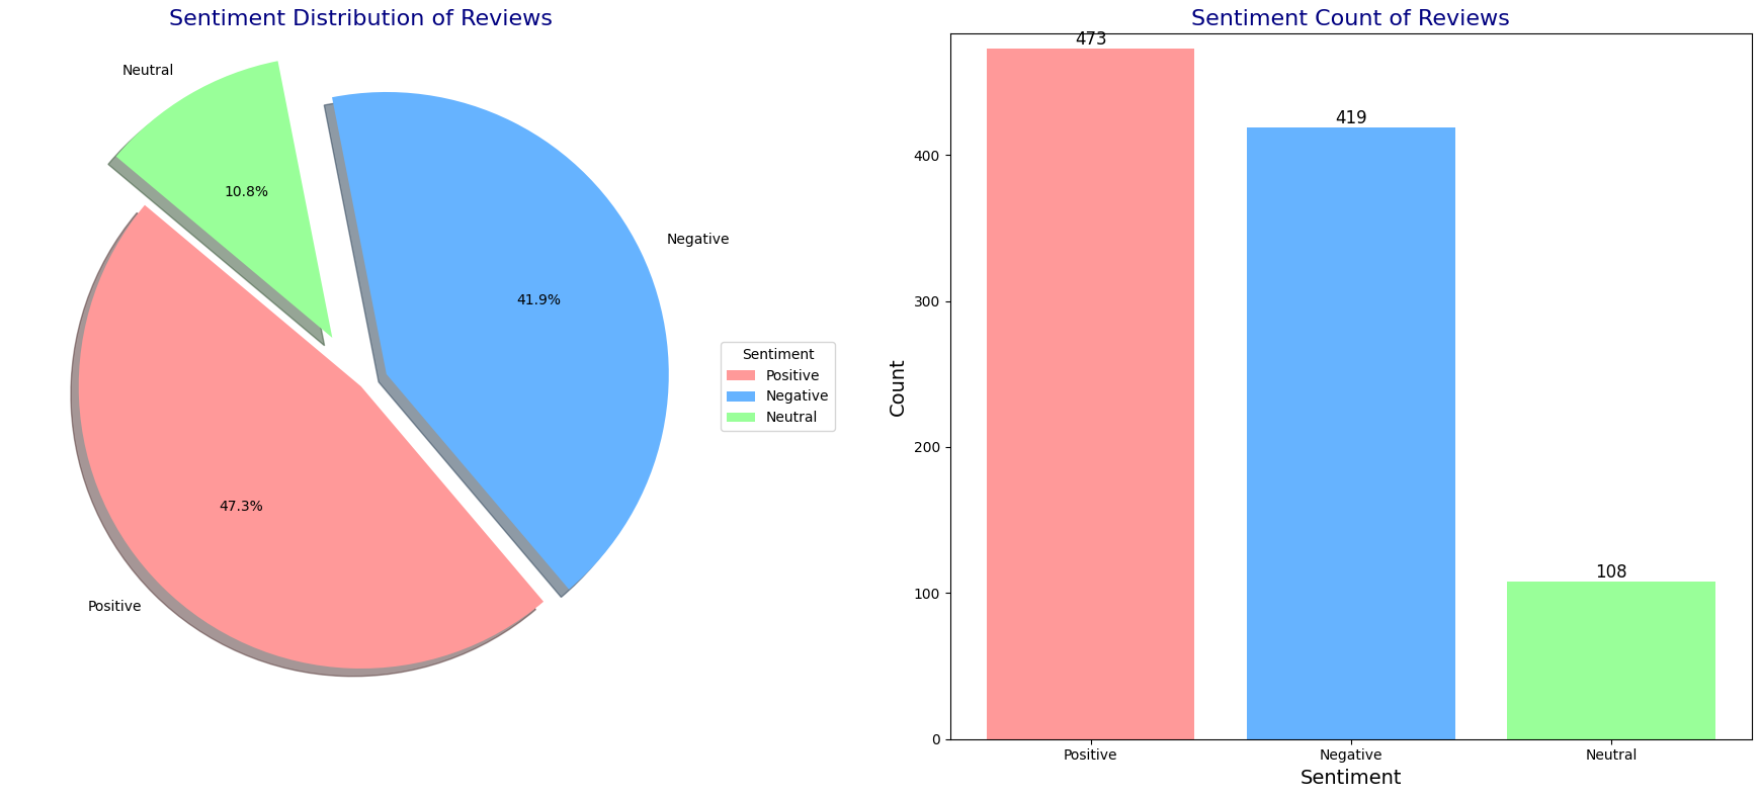 Sentiment Distribution of Reviews
Neutral
10.8%
Negative
41.9%
47.3%
Positive
Sentiment
Positive
Negative
Neutral
Sentiment Count of Reviews
473
419
108
Count
400
300
200
100
0
Positive Negative Neutral
Sentiment